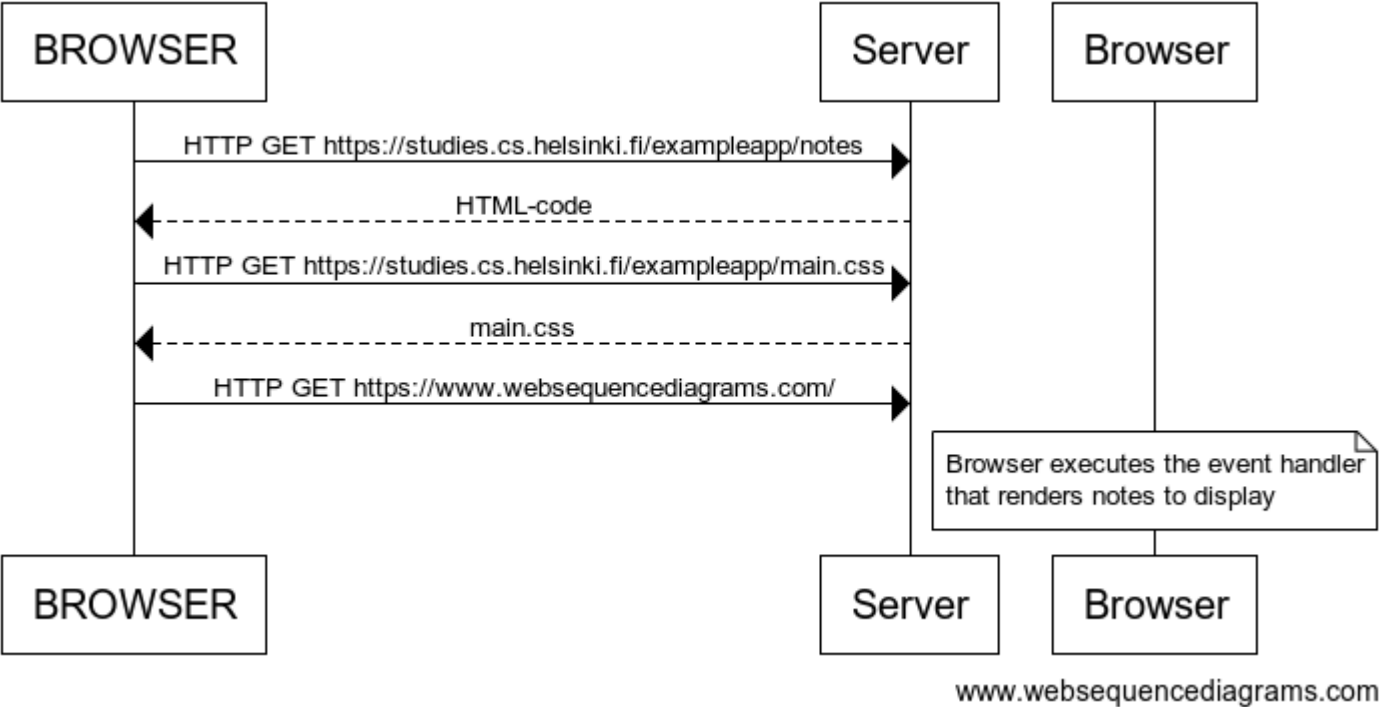 BROWSER
Server
Browser
HTTP GET https://studies.cs.helsinki.fi/exampleapp/notes
HTML-code
HTTP GET https://studies.cs.helsinki.fi/exampleapp/main.css
main.css
HTTP GET https://www.websequencediagrams.com/
Browser executes the event handler
that renders notes to display
BROWSER
Server
Browser
www.websequencediagrams.com